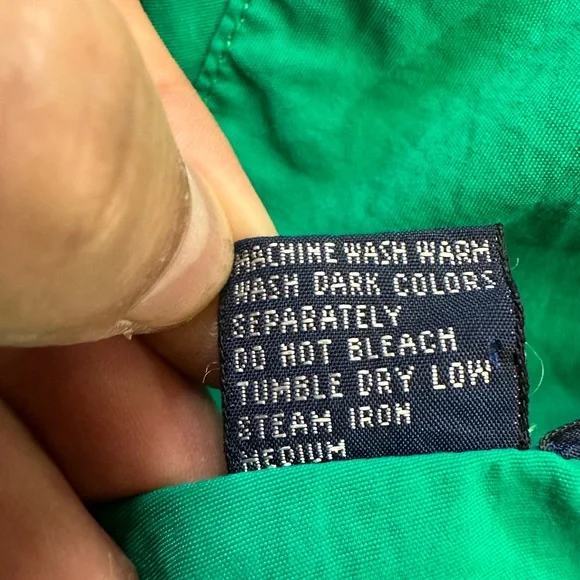 MACHINE WASH WARM
WASH DARK COLORS
SEPARATELY
DO NOT BLEACH
TUMBLE DRY LOW
STEAM IRON
MEDIUM